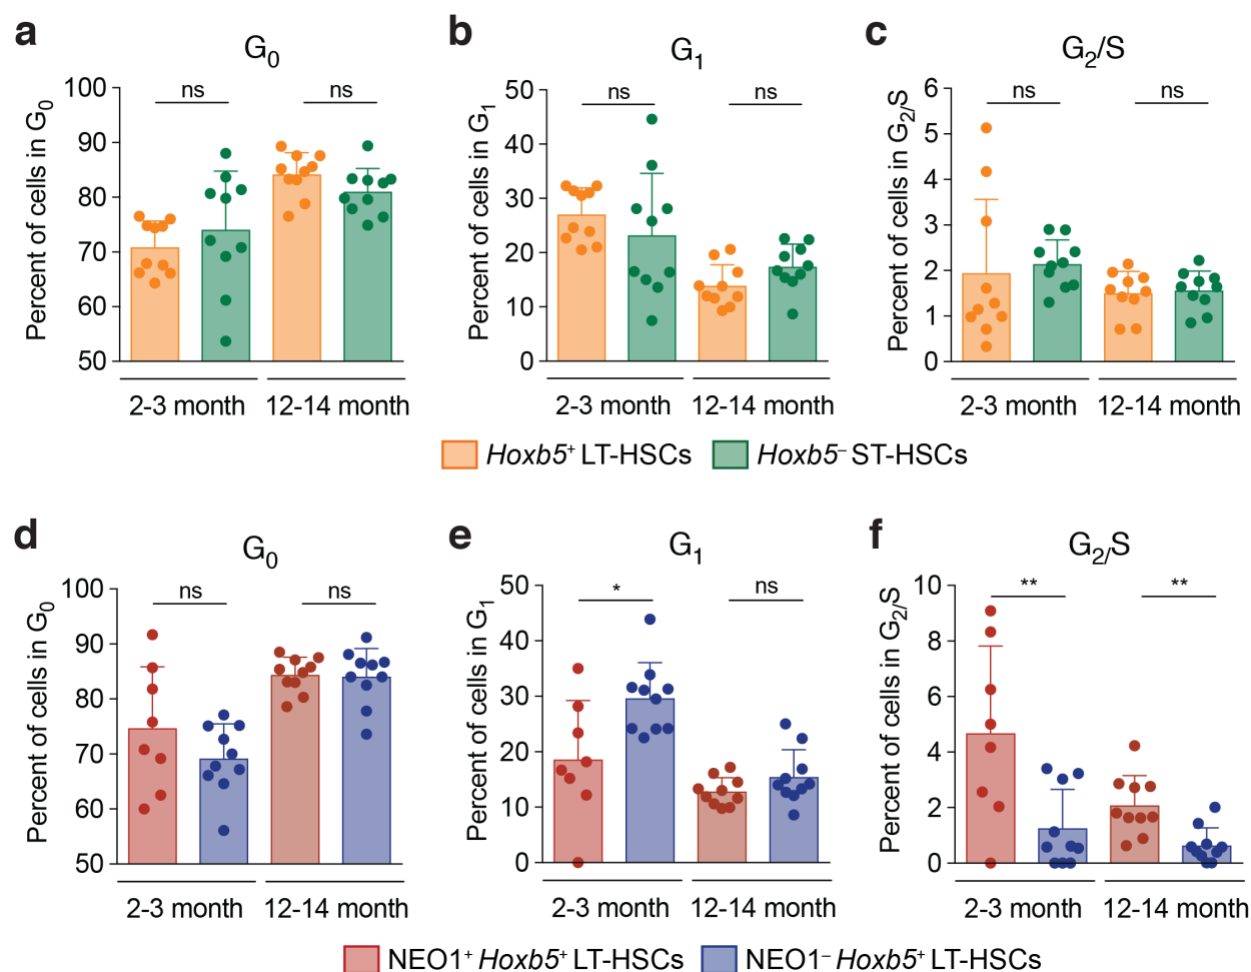 a
G₀
Percent of cells in G₀
100
90
80
70
60
50
ns
ns
2-3 month
12-14 month
b
G₁
Percent of cells in G₁
50
40
30
20
10
0
ns
ns
2-3 month
12-14 month
c
G₂/S
Percent of cells in G₂/S
6
5
4
3
2
1
0
ns
ns
2-3 month
12-14 month
Hoxb5⁺ LT-HSCs
Hoxb5⁻ ST-HSCs
d
G₀
Percent of cells in G₀
100
90
80
70
60
50
ns
ns
2-3 month
12-14 month
e
G₁
Percent of cells in G₁
50
40
30
20
10
0
*
ns
2-3 month
12-14 month
f
G₂/S
Percent of cells in G₂/S
10
8
6
4
2
0
**
**
2-3 month
12-14 month
NEO1⁺ Hoxb5⁺ LT-HSCs
NEO1⁻ Hoxb5⁺ LT-HSCs